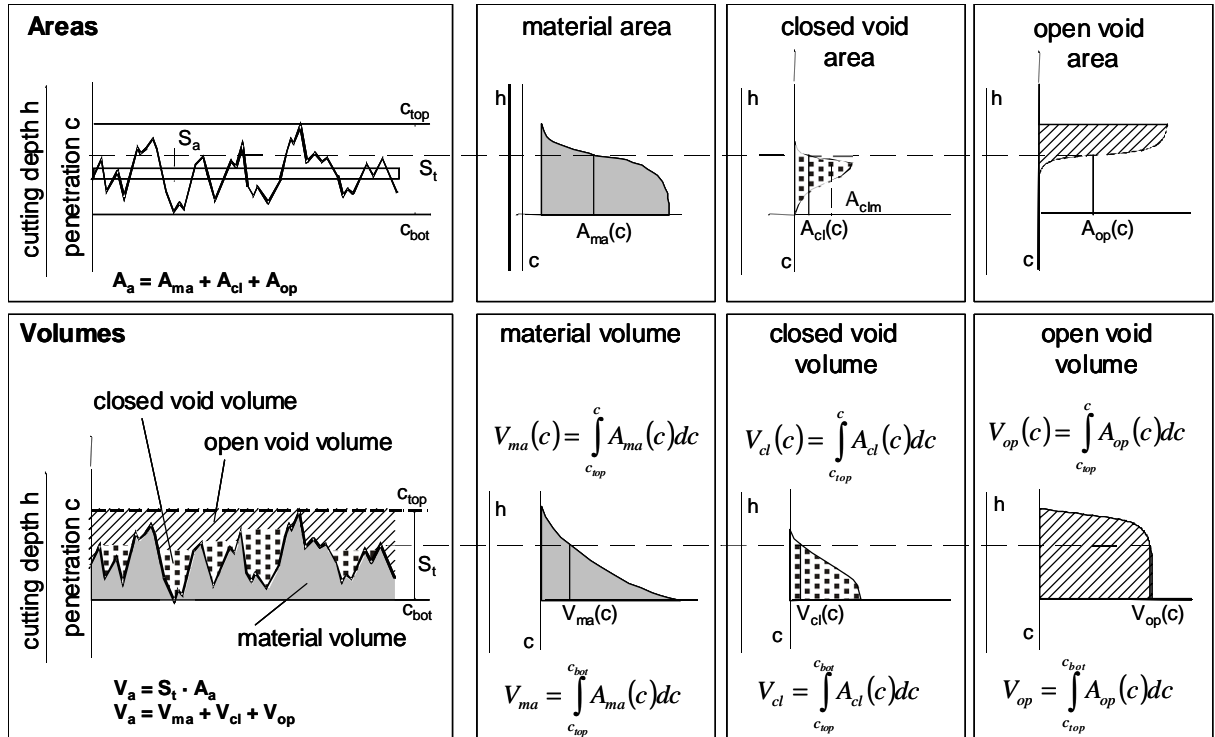 Areas
cutting depth h
penetration c
c_top
S_a
S_t
c_bot
A_a = A_ma + A_cl + A_op
material area
h
A_ma(c)
c
closed void
area
h
A_clm
A_cl(c)
c
open void
area
h
A_op(c)
c
Volumes
closed void volume
open void volume
cutting depth h
penetration c
c_top
S_t
c_bot
material volume
V_a = S_t · A_a
V_a = V_ma + V_cl + V_op
material volume
V_ma(c) = ∫_{c_top}^{c} A_ma(c)dc
h
V_ma(c)
c
V_ma = ∫_{c_top}^{c_bot} A_ma(c)dc
closed void
volume
V_cl(c) = ∫_{c_top}^{c} A_cl(c)dc
h
V_cl(c)
c
V_cl = ∫_{c_top}^{c_bot} A_cl(c)dc
open void
volume
V_op(c) = ∫_{c_top}^{c} A_op(c)dc
h
V_op(c)
c
V_op = ∫_{c_top}^{c_bot} A_op(c)dc